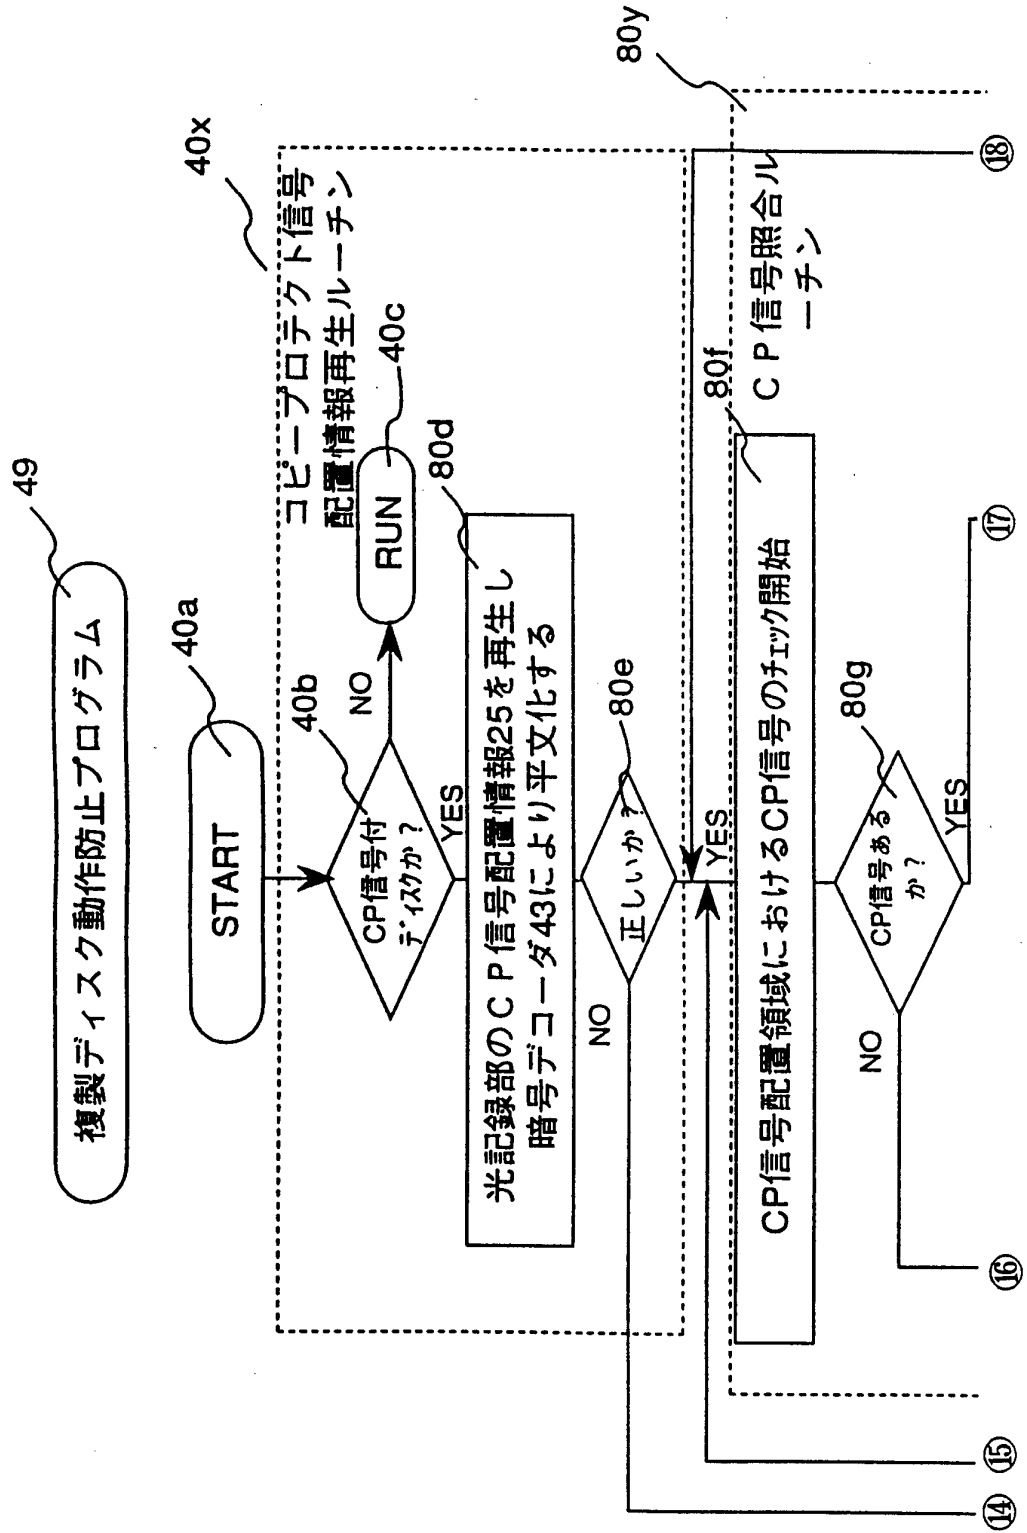 複製ディスク動作防止プログラム
49
START
40a
40x
コピープロテクト信号
配置情報再生ルーチン
CP信号付
ディスクか?
40b
NO
RUN
40c
YES
光記録部のCP信号配置情報25を再生し
暗号デコーダ43により平文化する
80d
正しいか?
80e
NO
YES
80y
CP信号照合ル
ーチン
CP信号配置領域におけるCP信号のチェック開始
80f
CP信号ある
か?
80g
NO
YES
⑭
⑮
⑯
⑰
⑱